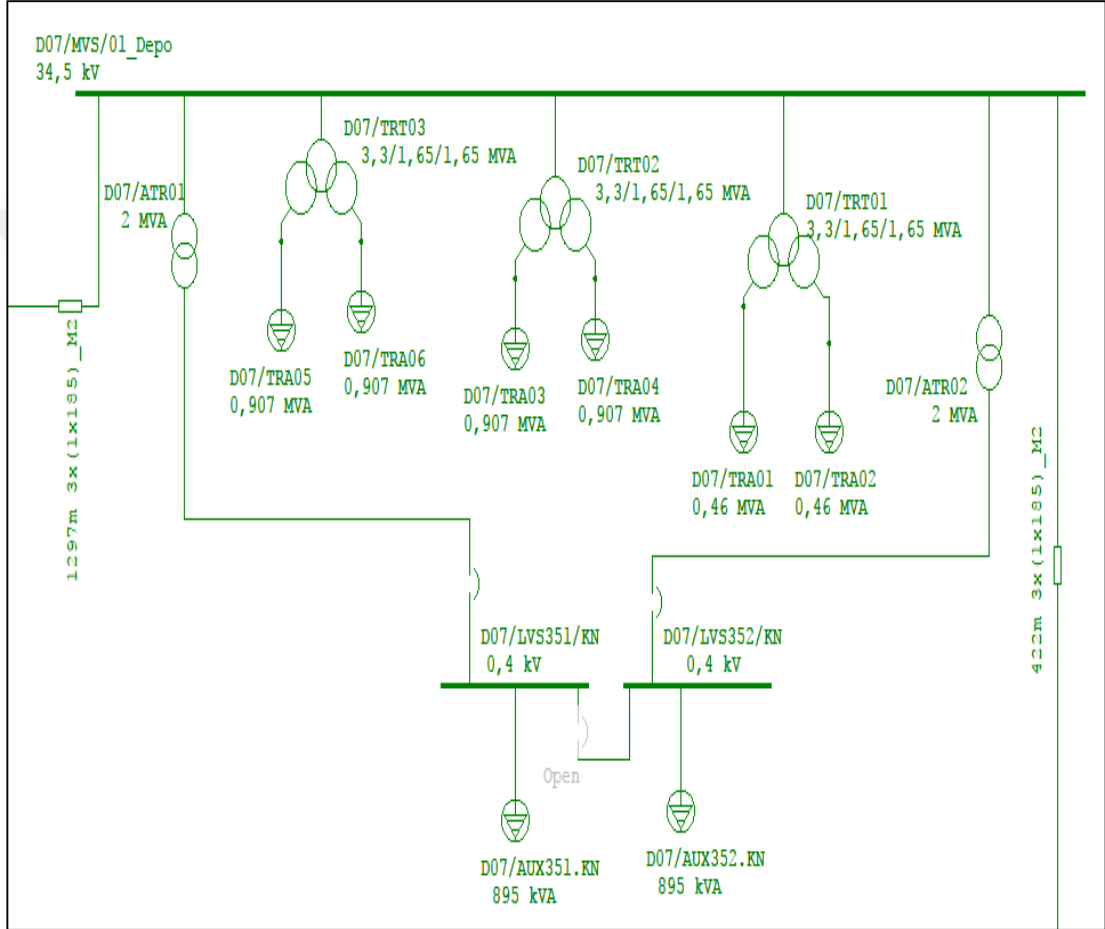 D07/MVS/01_Depo
34,5 kV
D07/TRT03
3,3/1,65/1,65 MVA
D07/TRT02
3,3/1,65/1,65 MVA
D07/ATR01
2 MVA
D07/TRT01
3,3/1,65/1,65 MVA
1297m 3x(1x185)_M2
D07/TRA05
0,907 MVA
D07/TRA06
0,907 MVA
D07/TRA03
0,907 MVA
D07/TRA04
0,907 MVA
D07/ATR02
2 MVA
D07/TRA01
0,46 MVA
D07/TRA02
0,46 MVA
422m 3x(1x185)_M2
D07/LVS351/KN
0,4 kV
D07/LVS352/KN
0,4 kV
Open
D07/AUX351.KN
895 kVA
D07/AUX352.KN
895 kVA